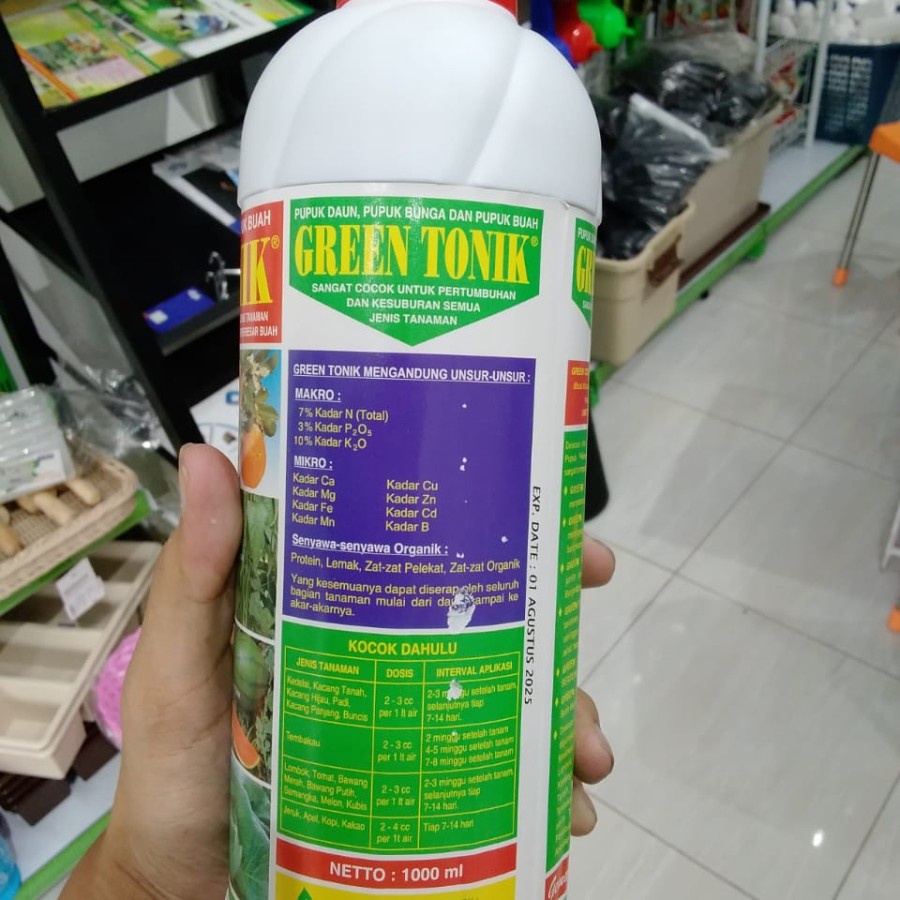 PUPUK DAUN, PUPUK BUNGA DAN PUPUK BUAH
GREEN TONIK®
SANGAT COCOK UNTUK PERTUMBUHAN
DAN KESUBURAN SEMUA
JENIS TANAMAN
GREEN TONIK MENGANDUNG UNSUR-UNSUR :
MAKRO :
7% Kadar N (Total)
3% Kadar P2O5
10% Kadar K2O
MIKRO :
Kadar Ca
Kadar Mg
Kadar Fe
Kadar Mn
Kadar Cu
Kadar Zn
Kadar Cd
Kadar B
Senyawa-senyawa Organik :
Protein, Lemak, Zat-zat Pelekat, Zat-zat Organik
Yang kesemuanya dapat diserap oleh seluruh
bagian tanaman mulai dari daun sampai ke
akar-akarnya.
KOCOK DAHULU
JENIS TANAMAN DOSIS INTERVAL APLIKASI
Kedelai, Kacang Tanah,
Kacang Hijau, Padi,
Kacang Panjang, Buncis
2 - 3 cc
per 1 lt air
2-3 minggu setelah tanam,
selanjutnya tiap
7-14 hari.
Tembakau
2 - 3 cc
per 1 lt air
2 minggu setelah tanam
4-5 minggu setelah tanam
7-8 minggu setelah tanam
Lombok, Tomat, Bawang
Merah, Bawang Putih,
Semangka, Melon, Kubis
2 - 3 cc
per 1 lt air
2-3 minggu setelah tanam,
selanjutnya tiap
7-14 hari.
Jeruk, Apel, Kopi, Kakao
2 - 4 cc
per 1t air
Tiap 7-14 hari
NETTO : 1000 ml
EXP. DATE : 01 AGUSTUS 2025
BUAH
IK®
TANAMAN
BUAH